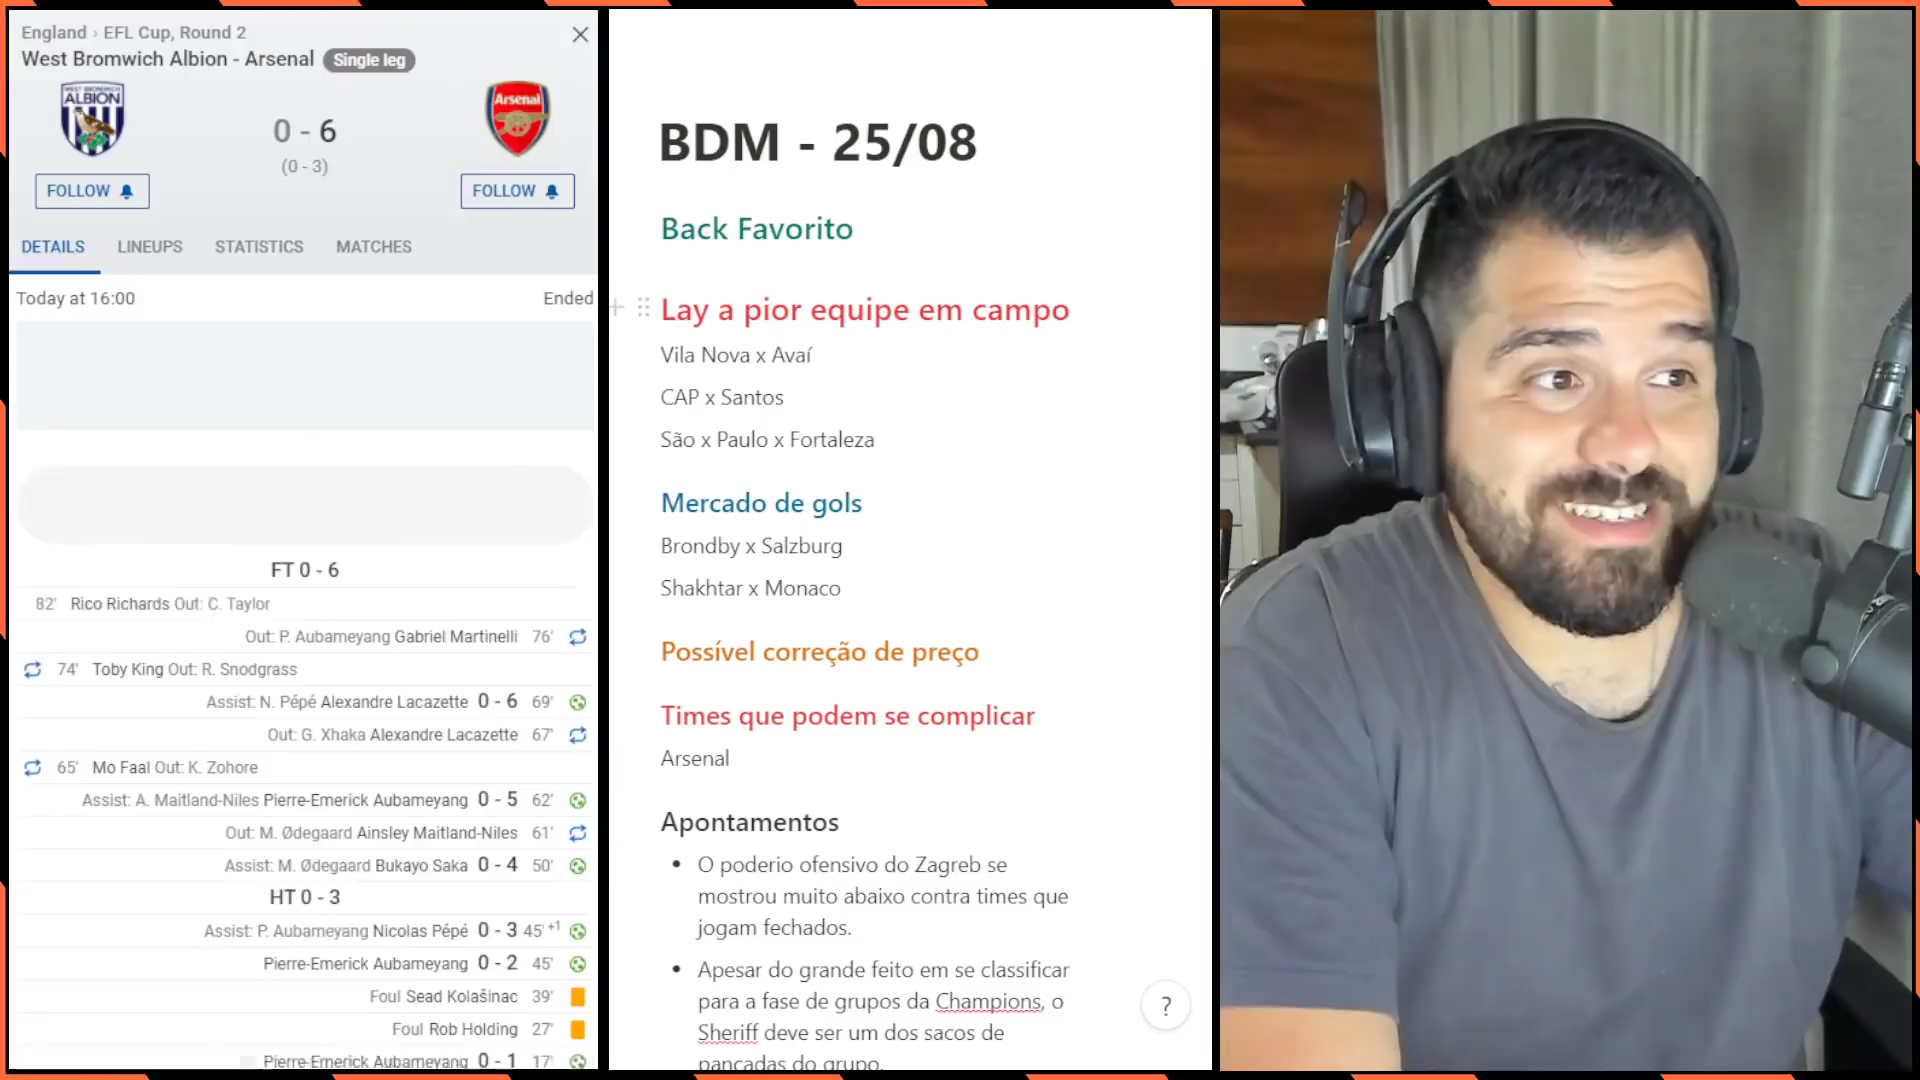 England › EFL Cup, Round 2
West Bromwich Albion - Arsenal Single leg
ALBION
Arsenal
0 - 6
(0 - 3)
FOLLOW
FOLLOW
DETAILS LINEUPS STATISTICS MATCHES
Today at 16:00 Ended
FT 0 - 6
82' Rico Richards Out: C. Taylor
Out: P. Aubameyang Gabriel Martinelli 76'
74' Toby King Out: R. Snodgrass
Assist: N. Pépé Alexandre Lacazette 0 - 6 69'
Out: G. Xhaka Alexandre Lacazette 67'
65' Mo Faal Out: K. Zohore
Assist: A. Maitland-Niles Pierre-Emerick Aubameyang 0 - 5 62'
Out: M. Ødegaard Ainsley Maitland-Niles 61'
Assist: M. Ødegaard Bukayo Saka 0 - 4 50'
HT 0 - 3
Assist: P. Aubameyang Nicolas Pépé 0 - 3 45' +1
Pierre-Emerick Aubameyang 0 - 2 45'
Foul Sead Kolašinac 39'
Foul Rob Holding 27'
Pierre-Emerick Aubameyang 0 - 1 17'
BDM - 25/08
Back Favorito
Lay a pior equipe em campo
Vila Nova x Avaí
CAP x Santos
São x Paulo x Fortaleza
Mercado de gols
Brondby x Salzburg
Shakhtar x Monaco
Possível correção de preço
Times que podem se complicar
Arsenal
Apontamentos
• O poderio ofensivo do Zagreb se
mostrou muito abaixo contra times que
jogam fechados.
• Apesar do grande feito em se classificar
para a fase de grupos da Champions, o
Sheriff deve ser um dos sacos de
pancadas do grupo.
?